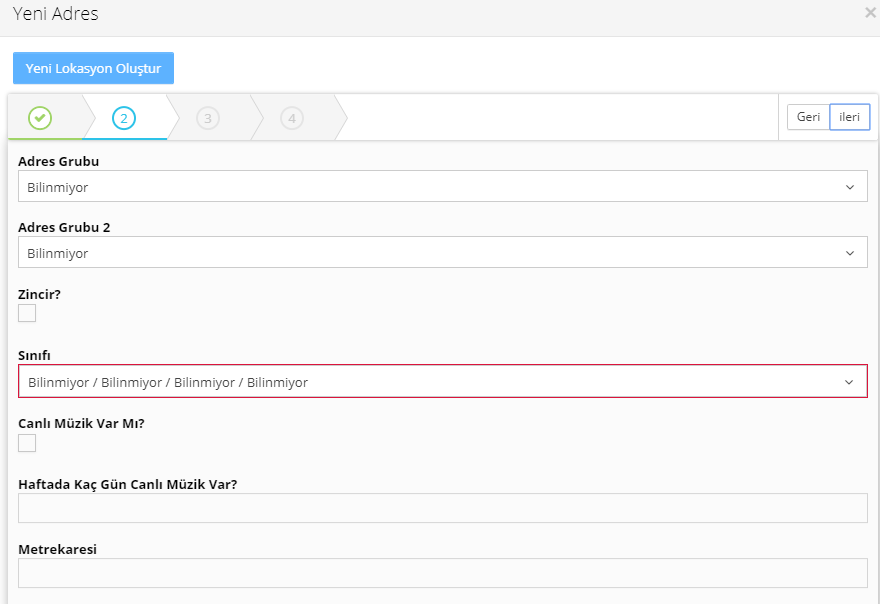 Yeni Adres
Yeni Lokasyon Oluştur
2 3 4 Geri ileri
Adres Grubu
Bilinmiyor
Adres Grubu 2
Bilinmiyor
Zincir?
Sınıfı
Bilinmiyor / Bilinmiyor / Bilinmiyor / Bilinmiyor
Canlı Müzik Var Mı?
Haftada Kaç Gün Canlı Müzik Var?
Metrekaresi